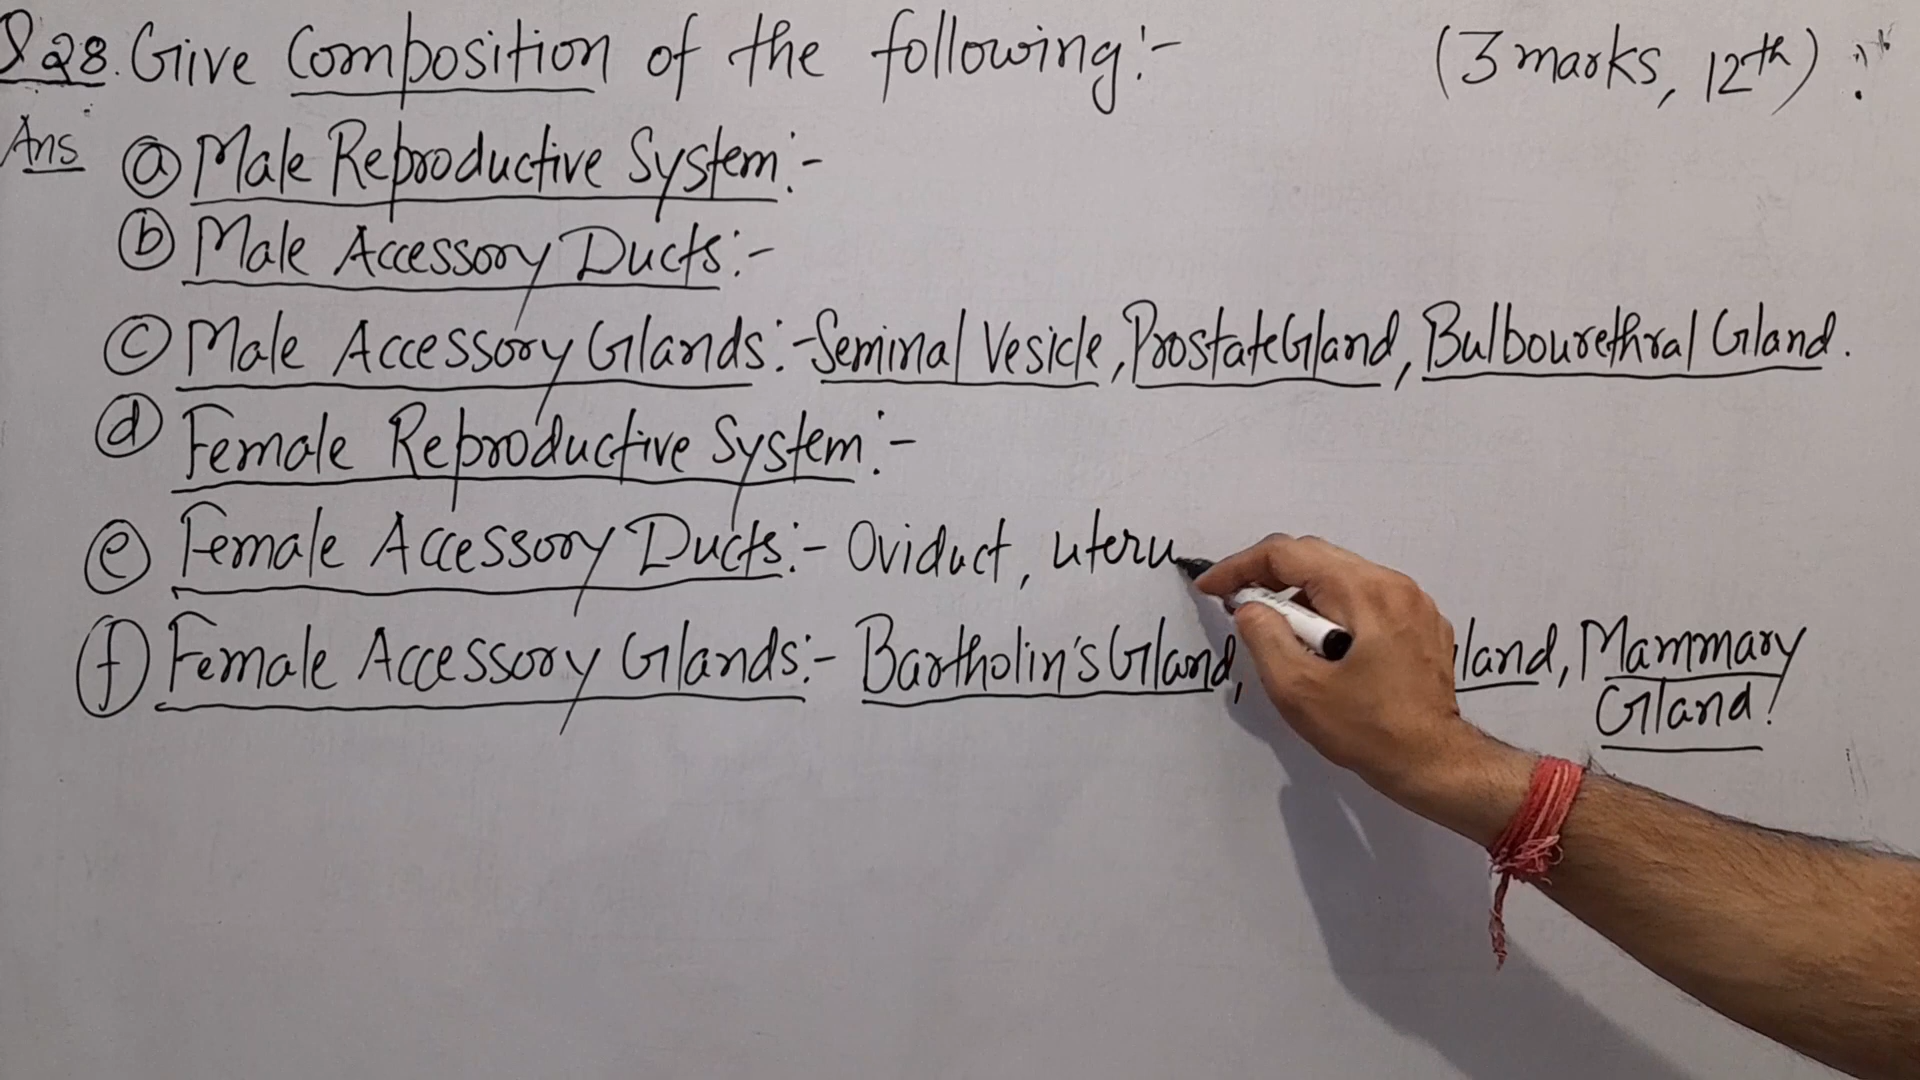 Q28. Give Composition of the following:- (3 marks, 12th) :
Ans (a) Male Reproductive System:-
(b) Male Accessory Ducts:-
(c) Male Accessory Glands:- Seminal Vesicle, Prostate Gland, Bulbourethral Gland.
(d) Female Reproductive System:-
(e) Female Accessory Ducts:- Oviduct, uteru
(f) Female Accessory Glands:- Bartholin's Gland, land, Mammary
Gland!